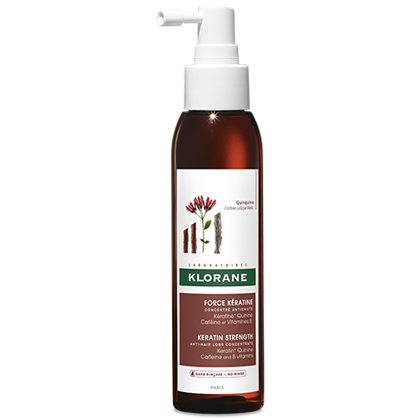 Quinquina
LABORATOIRES
KLORANE
FORCE KÉRATINE
CONCENTRÉ ANTICHUTE
Kératine* Quinine
Caféine et Vitamines B
KERATIN STRENGTH
ANTI-HAIR LOSS CONCENTRATE
Keratin* Quinine
Caffeine and B vitamins
SANS RINÇAGE • NO RINSE
PARIS